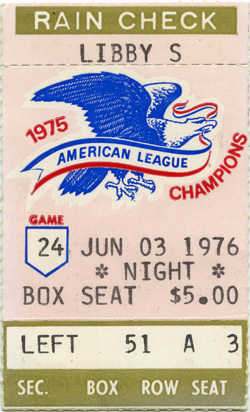 RAIN CHECK
LIBBY S
1975
AMERICAN LEAGUE
CHAMPIONS
GAME
24 JUN 03 1976
* NIGHT *
BOX SEAT $5.00
LEFT 51 A 3
SEC. BOX ROW SEAT